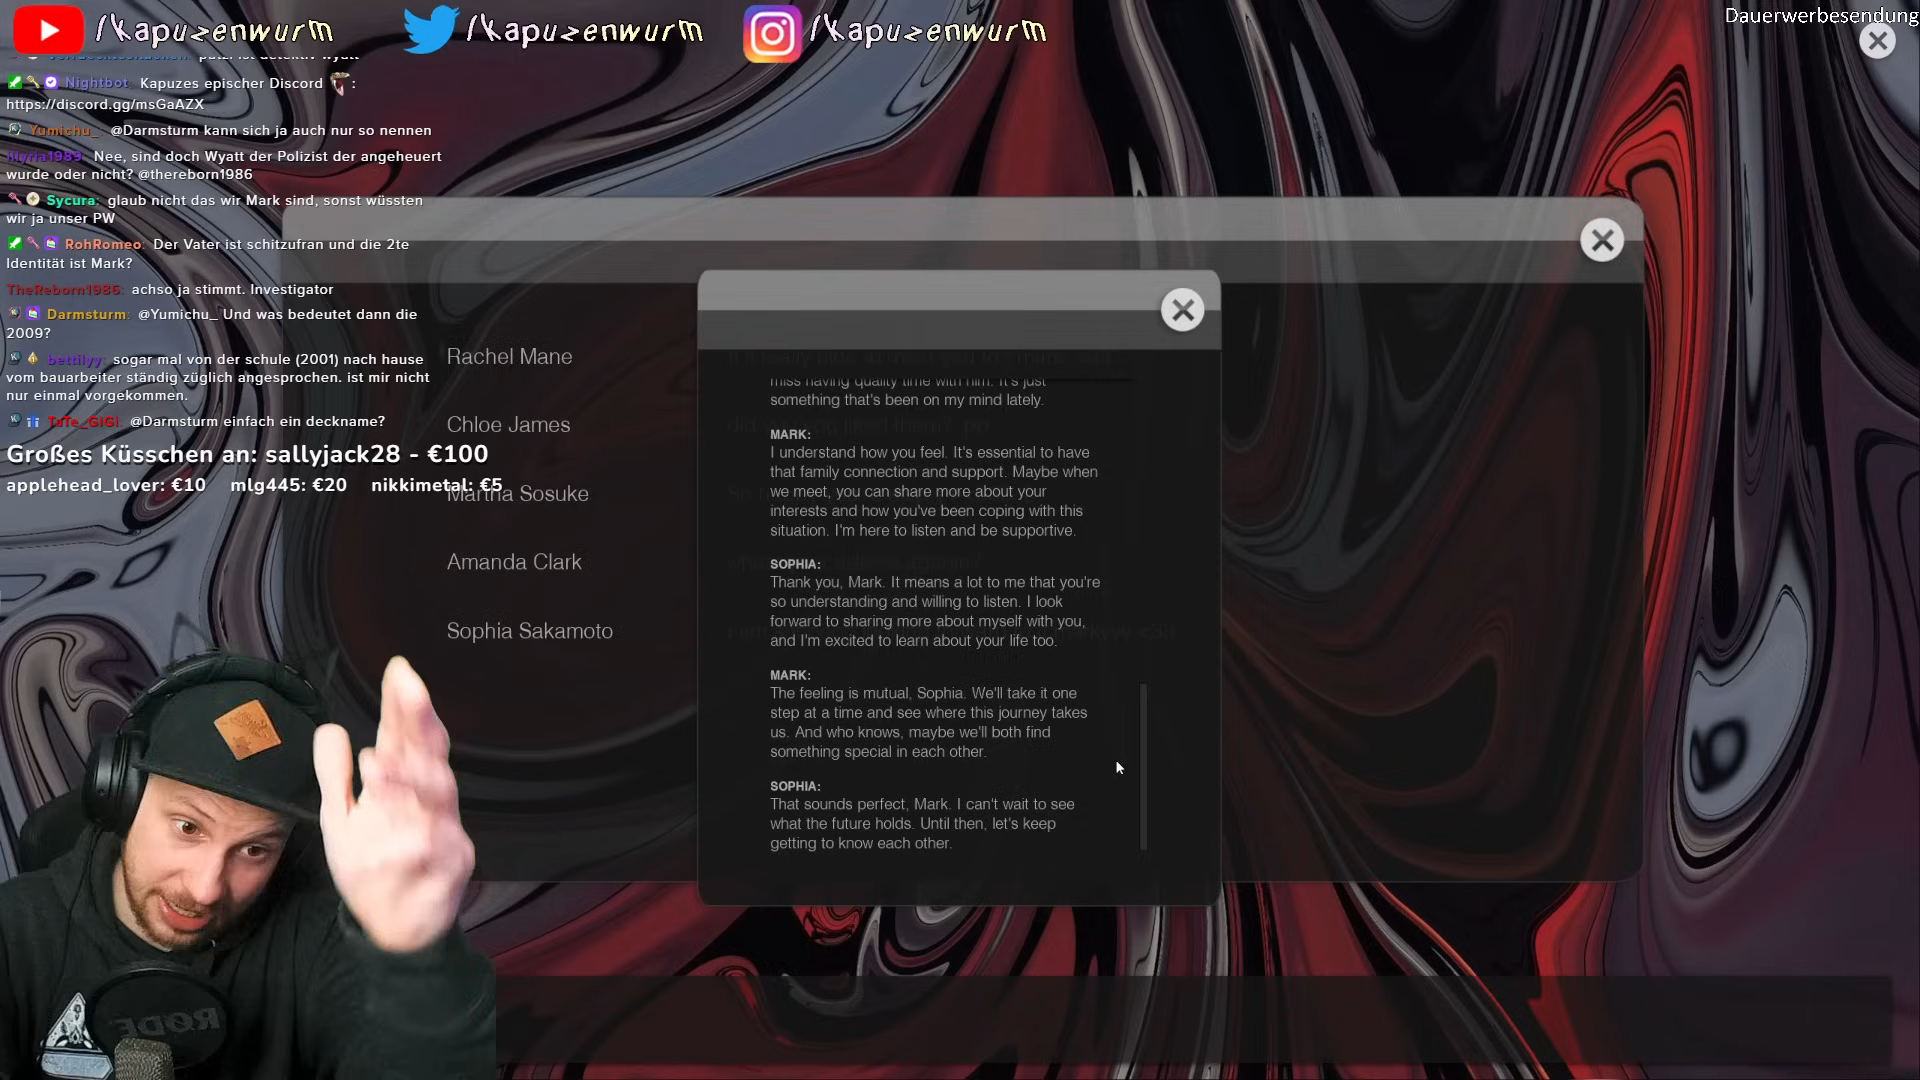 /kapuzenwurm
/kapuzenwurm
/kapuzenwurm
Dauerwerbesendung
Nightbot: Kapuzes epischer Discord :
https://discord.gg/msGaAZX
Yumichu_: @Darmsturm kann sich ja auch nur so nennen
illyria1989: Nee, sind doch Wyatt der Polizist der angeheuert
wurde oder nicht? @thereborn1986
Sycura: glaub nicht das wir Mark sind, sonst wüssten
wir ja unser PW
RohRomeo: Der Vater ist schitzufran und die 2te
Identität ist Mark?
TheReborn1986: achso ja stimmt. Investigator
Darmsturm: @Yumichu_ Und was bedeutet dann die
2009?
bettilyy: sogar mal von der schule (2001) nach hause
vom bauarbeiter ständig züglich angesprochen. ist mir nicht
nur einmal vorgekommen.
TaTe_GiGi: @Darmsturm einfach ein deckname?
Großes Küsschen an: sallyjack28 - €100
applehead_lover: €10 mlg445: €20 nikkimetal: €5
Rachel Mane
Chloe James
Martha Sosuke
Amanda Clark
Sophia Sakamoto
miss having quality time with him. It's just
something that's been on my mind lately.
MARK:
I understand how you feel. It's essential to have
that family connection and support. Maybe when
we meet, you can share more about your
interests and how you've been coping with this
situation. I'm here to listen and be supportive.
SOPHIA:
Thank you, Mark. It means a lot to me that you're
so understanding and willing to listen. I look
forward to sharing more about myself with you,
and I'm excited to learn about your life too.
MARK:
The feeling is mutual, Sophia. We'll take it one
step at a time and see where this journey takes
us. And who knows, maybe we'll both find
something special in each other.
SOPHIA:
That sounds perfect, Mark. I can't wait to see
what the future holds. Until then, let's keep
getting to know each other.
RODE